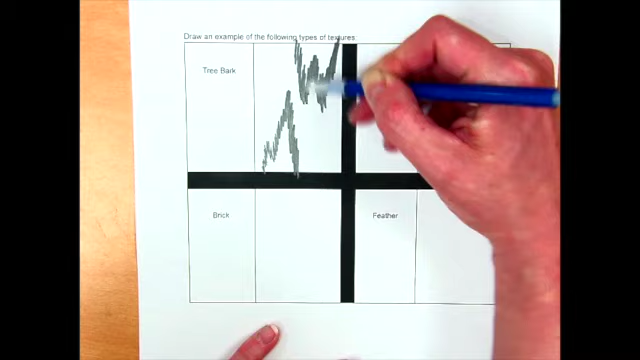 Draw an example of the following types of textures:
Tree Bark
Brick
Feather